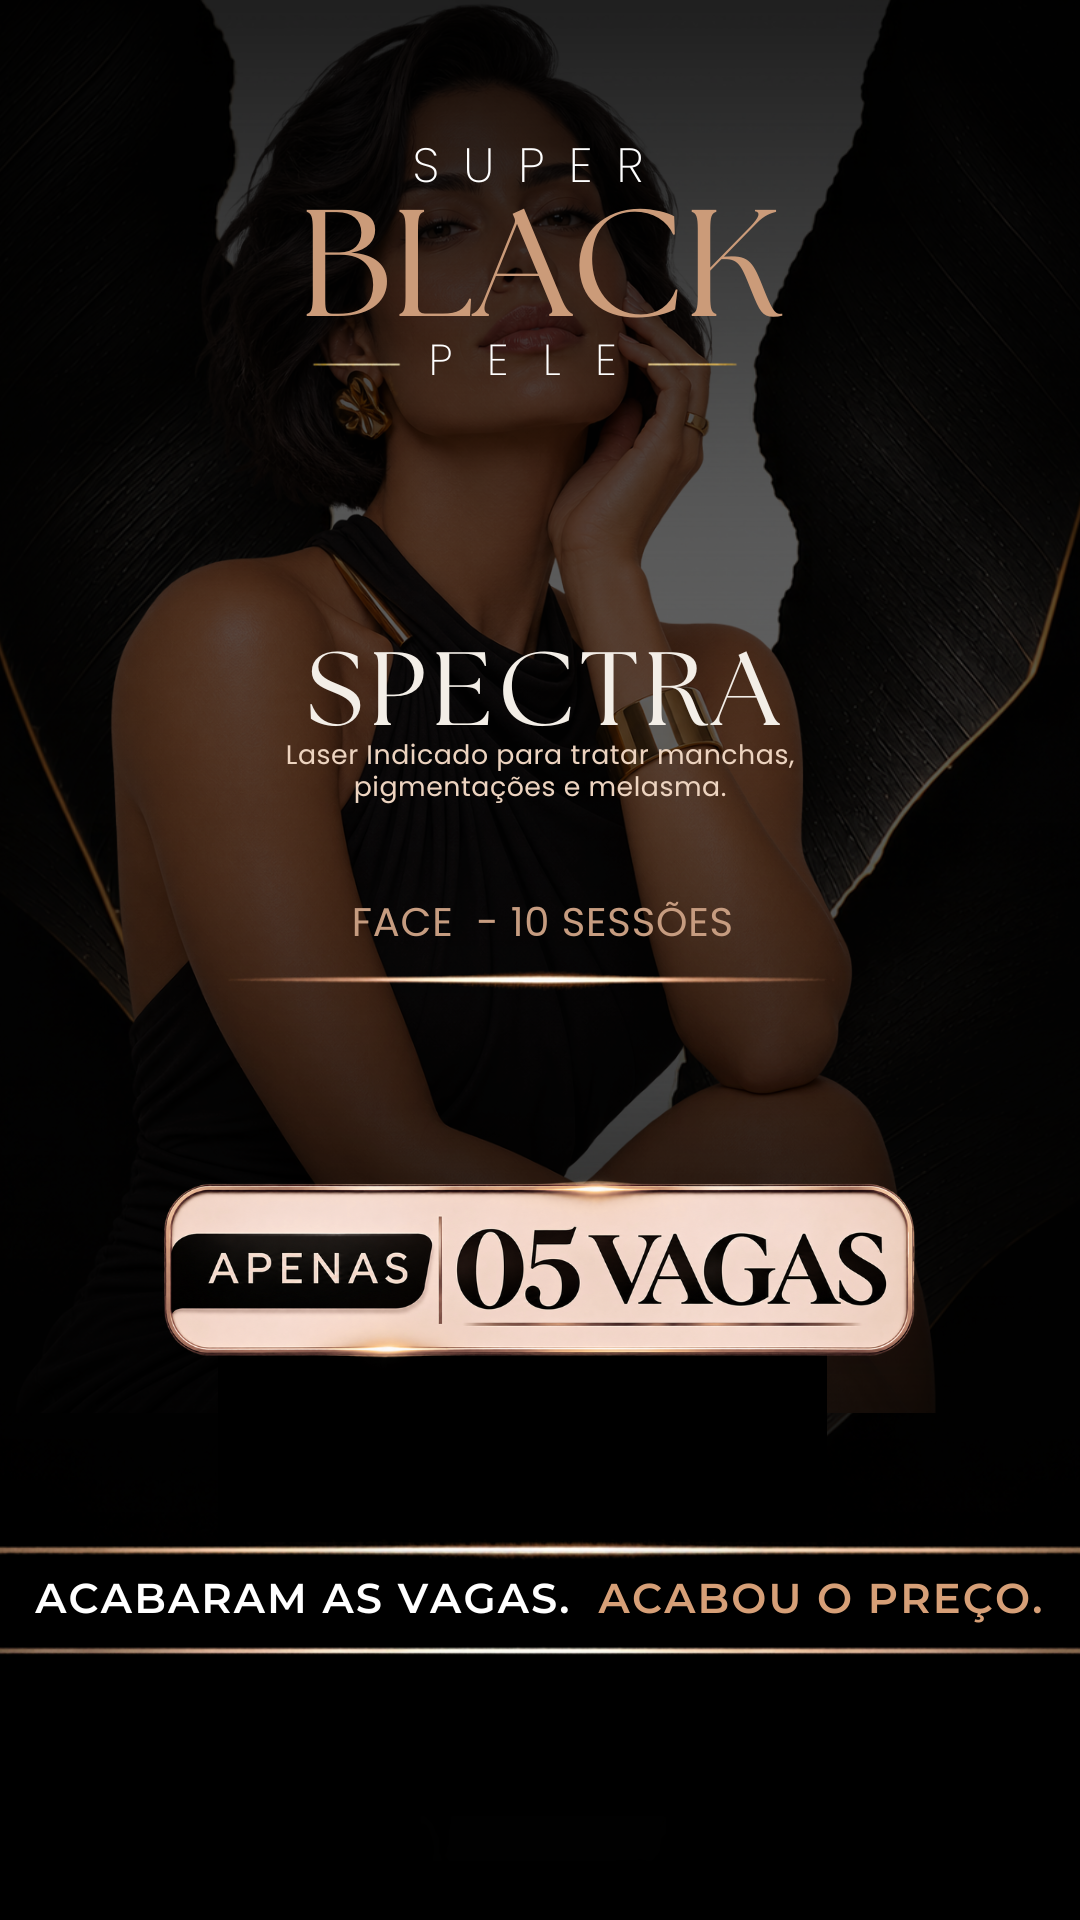 SUPER
BLACK
PELE
SPECTRA
Laser Indicado para tratar manchas,
pigmentações e melasma.
FACE - 10 SESSÕES
APENAS 05 VAGAS
ACABARAM AS VAGAS. ACABOU O PREÇO.